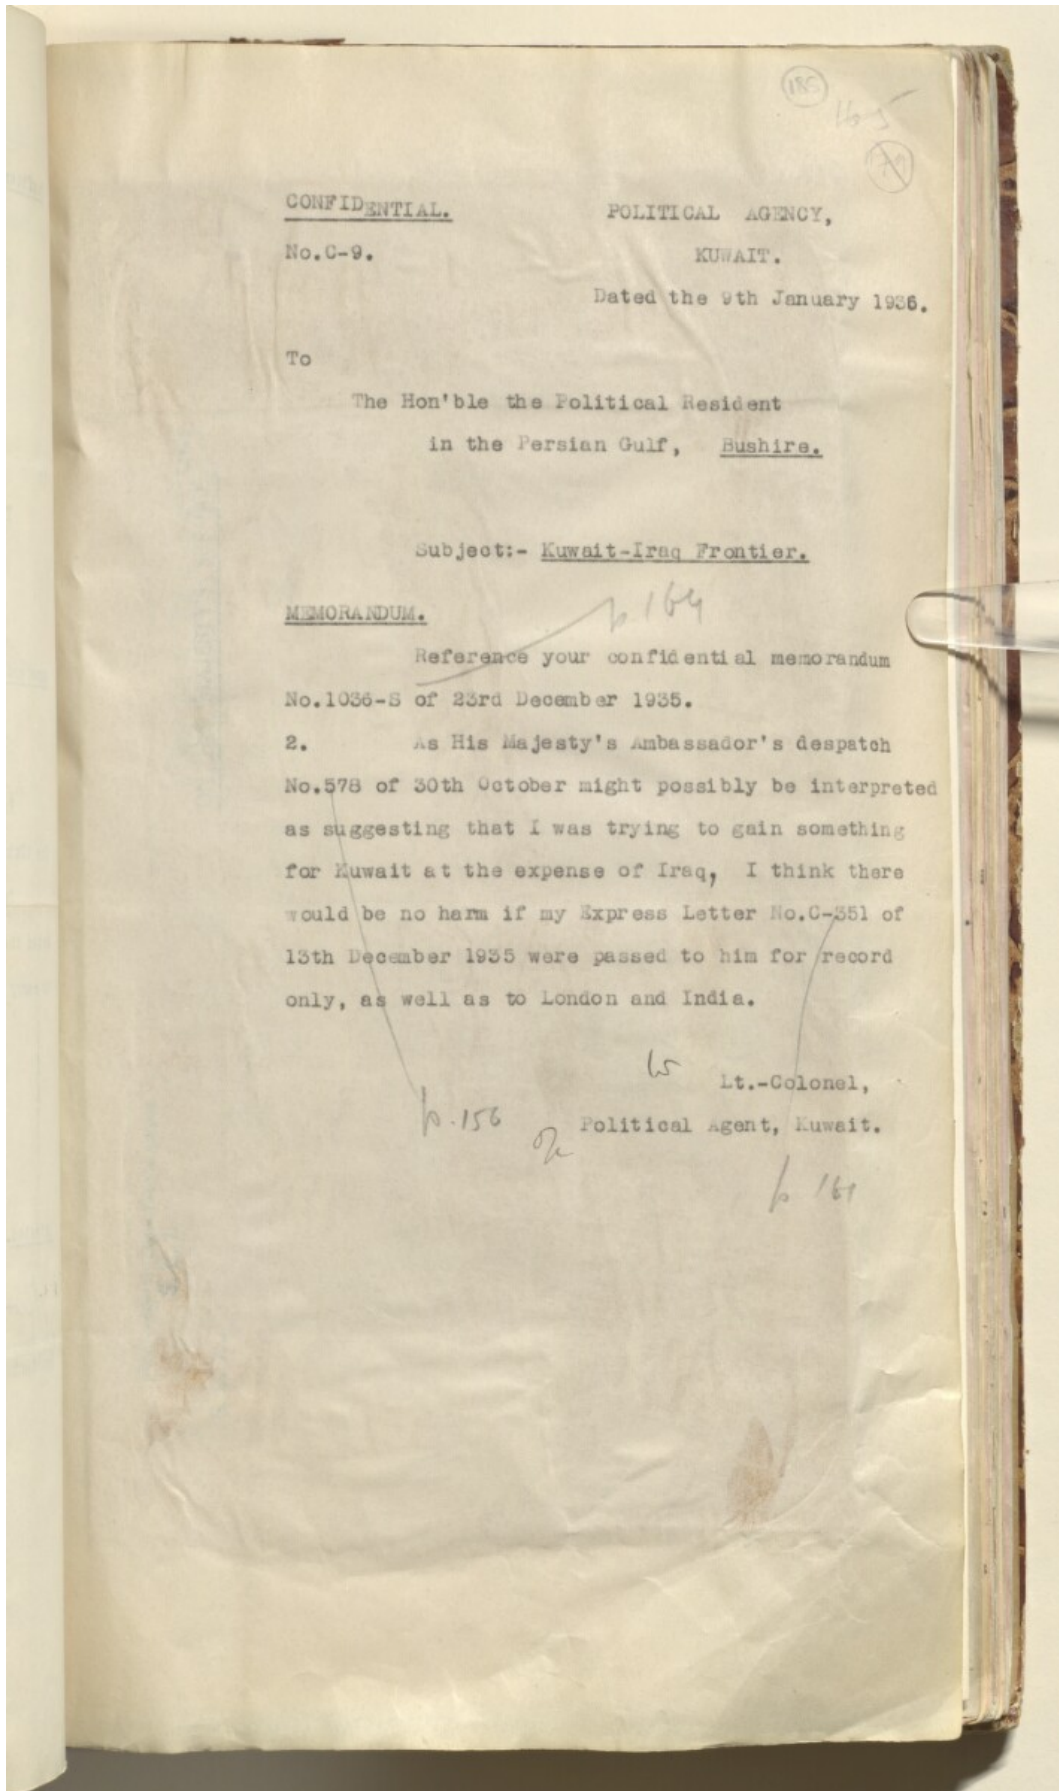 185
165
CONFIDENTIAL.
POLITICAL AGENCY,
No.C-9.
KUWAIT.
Dated the 9th January 1936.
To
The Hon'ble the Political Resident
in the Persian Gulf, Bushire.
Subject:- Kuwait-Iraq Frontier.
p.164
MEMORANDUM.
Reference your confidential memorandum
No.1036-S of 23rd December 1935.
2. As His Majesty's Ambassador's despatch
No.578 of 30th October might possibly be interpreted
as suggesting that I was trying to gain something
for Kuwait at the expense of Iraq, I think there
would be no harm if my Express Letter No.C-351 of
13th December 1935 were passed to him for record
only, as well as to London and India.
Lt.-Colonel,
p.156
Political Agent, Kuwait.
p 161